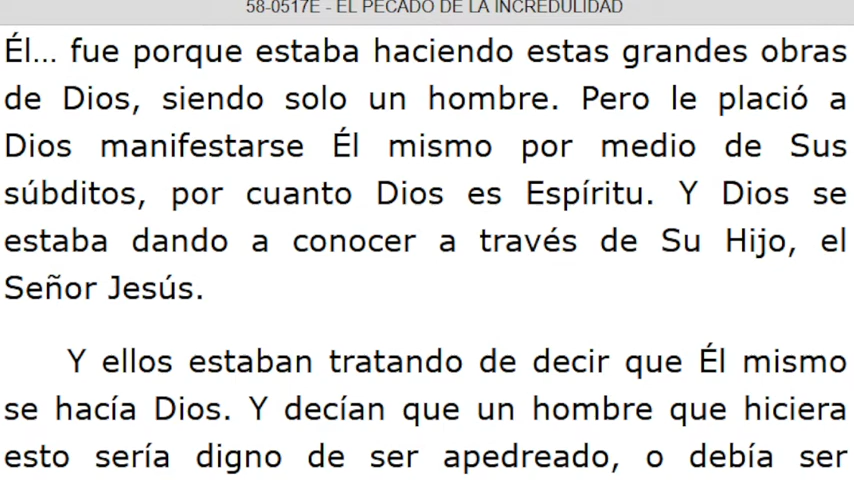 58-0517E - EL PECADO DE LA INCREDULIDAD
Él... fue porque estaba haciendo estas grandes obras
de Dios, siendo solo un hombre. Pero le plació a
Dios manifestarse Él mismo por medio de Sus
súbditos, por cuanto Dios es Espíritu. Y Dios se
estaba dando a conocer a través de Su Hijo, el
Señor Jesús.
Y ellos estaban tratando de decir que Él mismo
se hacía Dios. Y decían que un hombre que hiciera
esto sería digno de ser apedreado, o debía ser